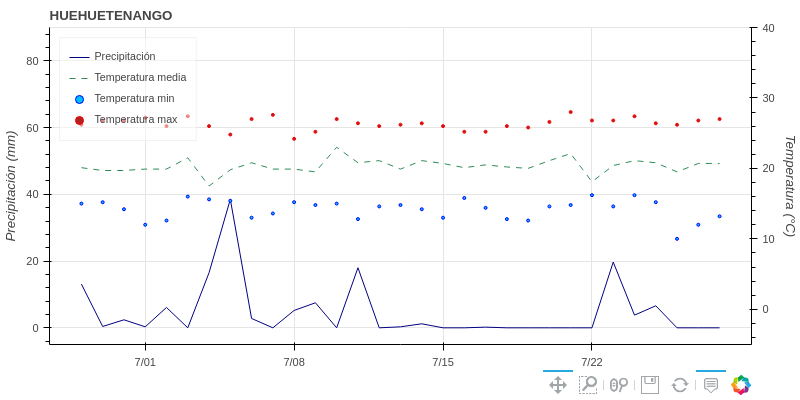 HUEHUETENANGO
Precipitación
Temperatura media
Temperatura min
Temperatura max
Precipitación (mm)
80
60
40
20
0
Temperatura (°C)
40
30
20
10
0
7/01
7/08
7/15
7/22